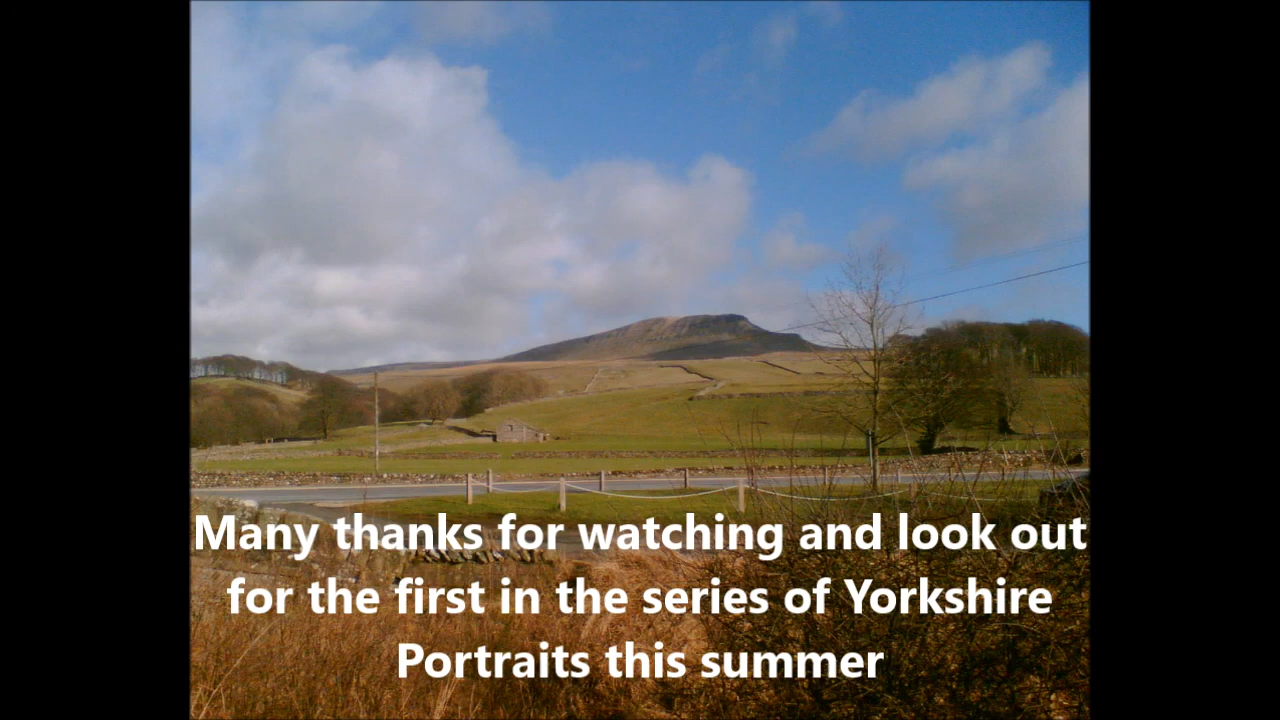 Many thanks for watching and look out
for the first in the series of Yorkshire
Portraits this summer